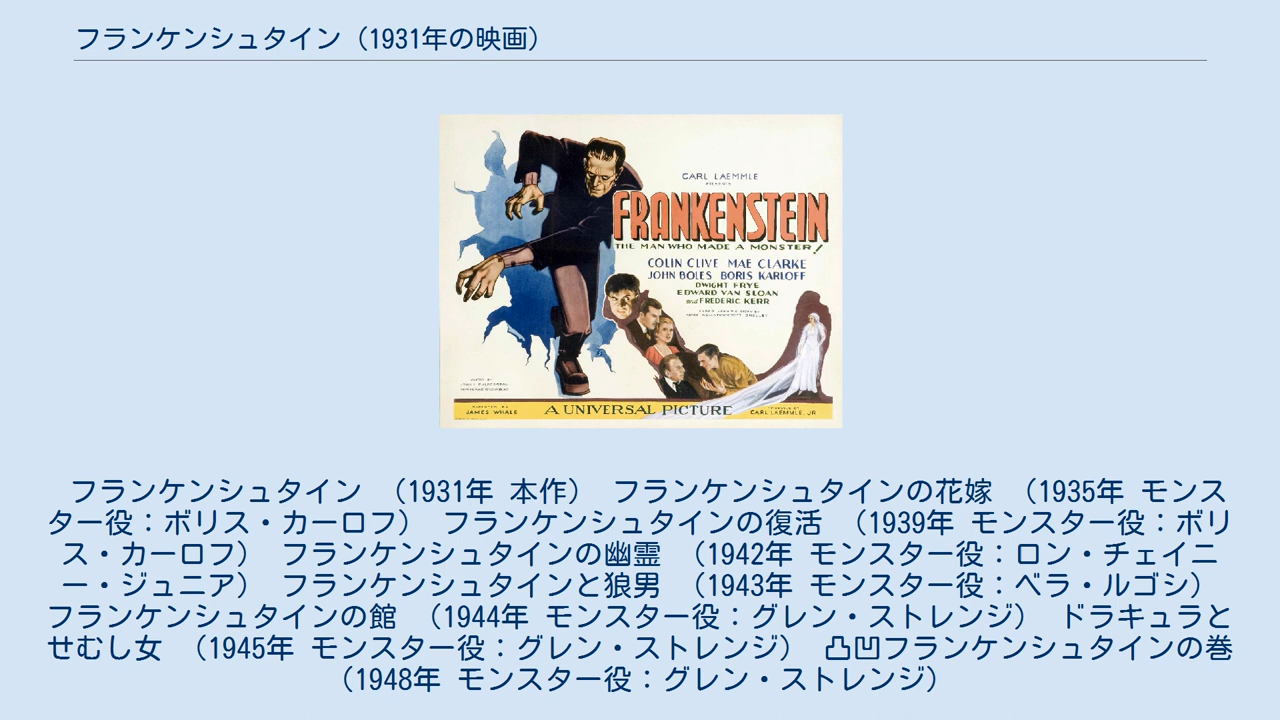 フランケンシュタイン（1931年の映画）
CARL LAEMMLE
PRESENTS
FRANKENSTEIN
THE MAN WHO MADE A MONSTER!
COLIN CLIVE MAE CLARKE
JOHN BOLES BORIS KARLOFF
DWIGHT FRYE
EDWARD VAN SLOAN
and FREDERIC KERR
JAMES WHALE
A UNIVERSAL PICTURE
CARL LAEMMLE, JR
フランケンシュタイン （1931年 本作） フランケンシュタインの花嫁 （1935年 モンス
ター役：ボリス・カーロフ） フランケンシュタインの復活 （1939年 モンスター役：ボリ
ス・カーロフ） フランケンシュタインの幽霊 （1942年 モンスター役：ロン・チェイニ
ー・ジュニア） フランケンシュタインと狼男 （1943年 モンスター役：ベラ・ルゴシ）
フランケンシュタインの館 （1944年 モンスター役：グレン・ストレンジ） ドラキュラと
せむし女 （1945年 モンスター役：グレン・ストレンジ） 凸凹フランケンシュタインの巻
（1948年 モンスター役：グレン・ストレンジ）